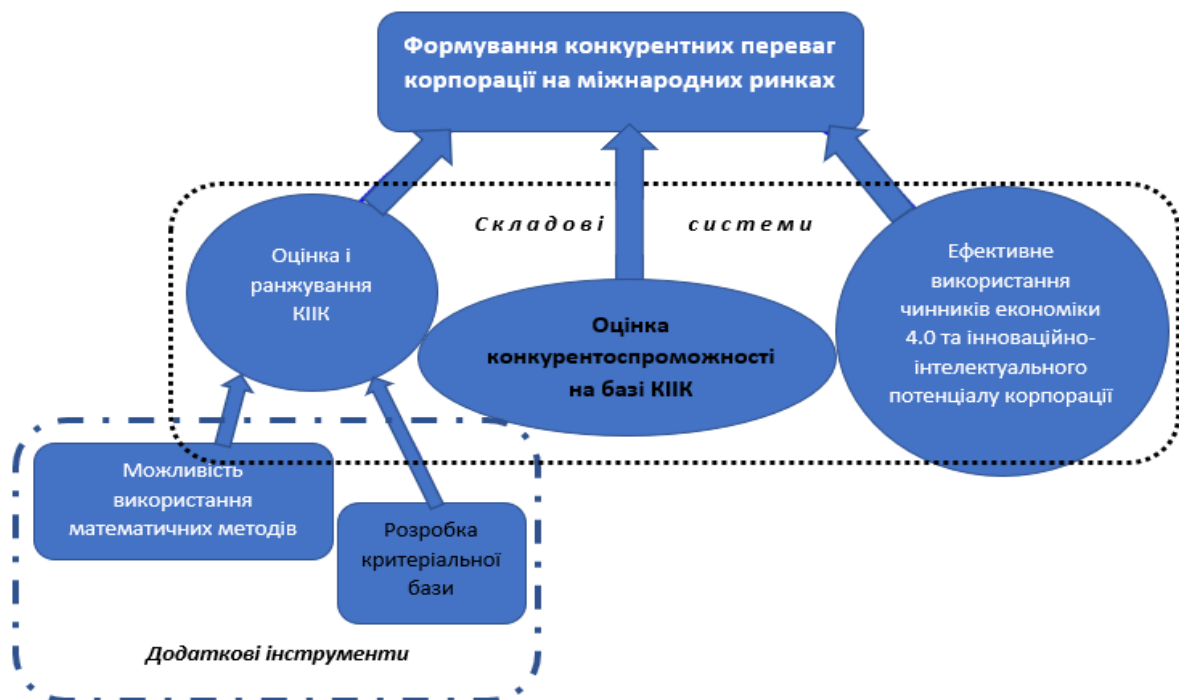 Формування конкурентних переваг
корпорації на міжнародних ринках
Складові системи
Оцінка і
ранжування
КІІК
Оцінка
конкурентоспроможності
на базі КІІК
Ефективне
використання
чинників економіки
4.0 та інноваційно-
інтелектуального
потенціалу корпорації
Можливість
використання
математичних методів
Розробка
критеріальної
бази
Додаткові інструменти